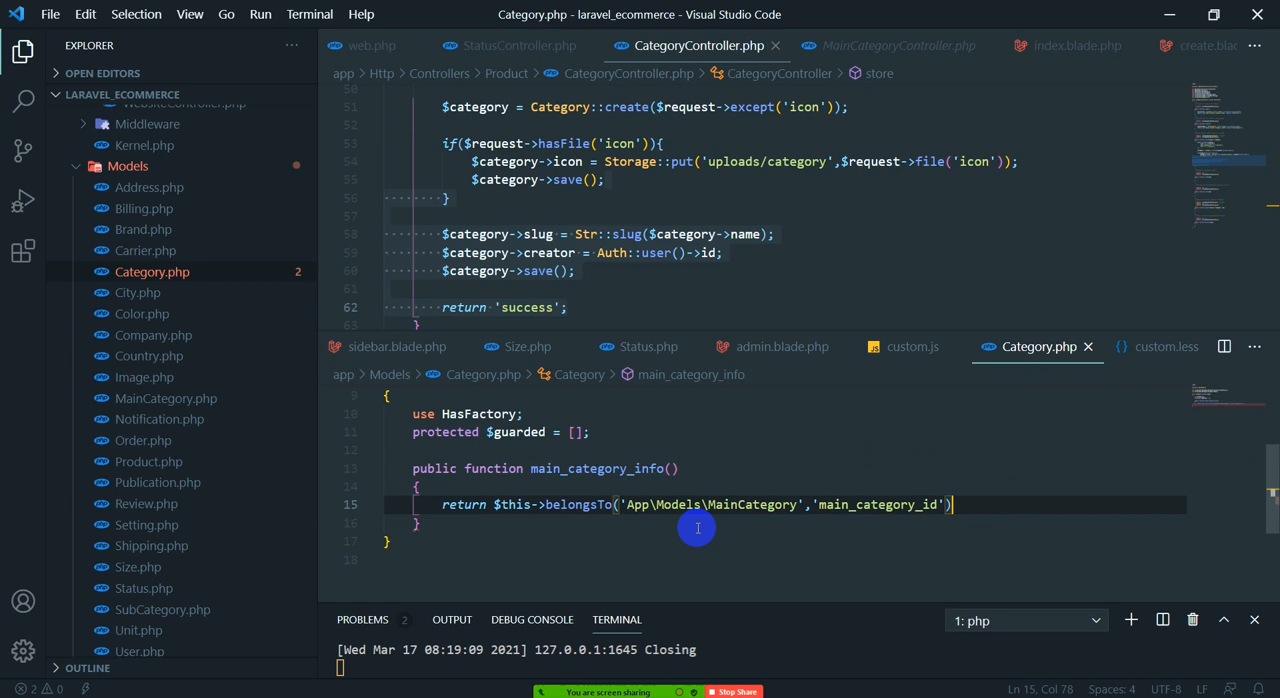 File Edit Selection View Go Run Terminal Help Category.php - laravel_ecommerce - Visual Studio Code
EXPLORER
OPEN EDITORS
LARAVEL_ECOMMERCE
WebsiteController.php
Middleware
Kernel.php
Models
Address.php
Billing.php
Brand.php
Carrier.php
Category.php 2
City.php
Color.php
Company.php
Country.php
Image.php
MainCategory.php
Notification.php
Order.php
Product.php
Publication.php
Review.php
Setting.php
Shipping.php
Size.php
Status.php
SubCategory.php
Unit.php
User.php
OUTLINE
web.php StatusController.php CategoryController.php MainCategoryController.php index.blade.php create.blac
app > Http > Controllers > Product > CategoryController.php > CategoryController > store
50
51 $category = Category::create($request->except('icon'));
52
53 if($request->hasFile('icon')){
54 $category->icon = Storage::put('uploads/category',$request->file('icon'));
55 $category->save();
56 }
57
58 $category->slug = Str::slug($category->name);
59 $category->creator = Auth::user()->id;
60 $category->save();
61
62 return 'success';
63 }
sidebar.blade.php Size.php Status.php admin.blade.php custom.js Category.php custom.less
app > Models > Category.php > Category > main_category_info
9 {
10 use HasFactory;
11 protected $guarded = [];
12
13 public function main_category_info()
14 {
15 return $this->belongsTo('App\Models\MainCategory','main_category_id')
16 }
17 }
18
PROBLEMS 2 OUTPUT DEBUG CONSOLE TERMINAL 1: php
[Wed Mar 17 08:19:09 2021] 127.0.0.1:1645 Closing
You are screen sharing Stop Share
2 0 Ln 15, Col 78 Spaces: 4 UTF-8 LF PHP